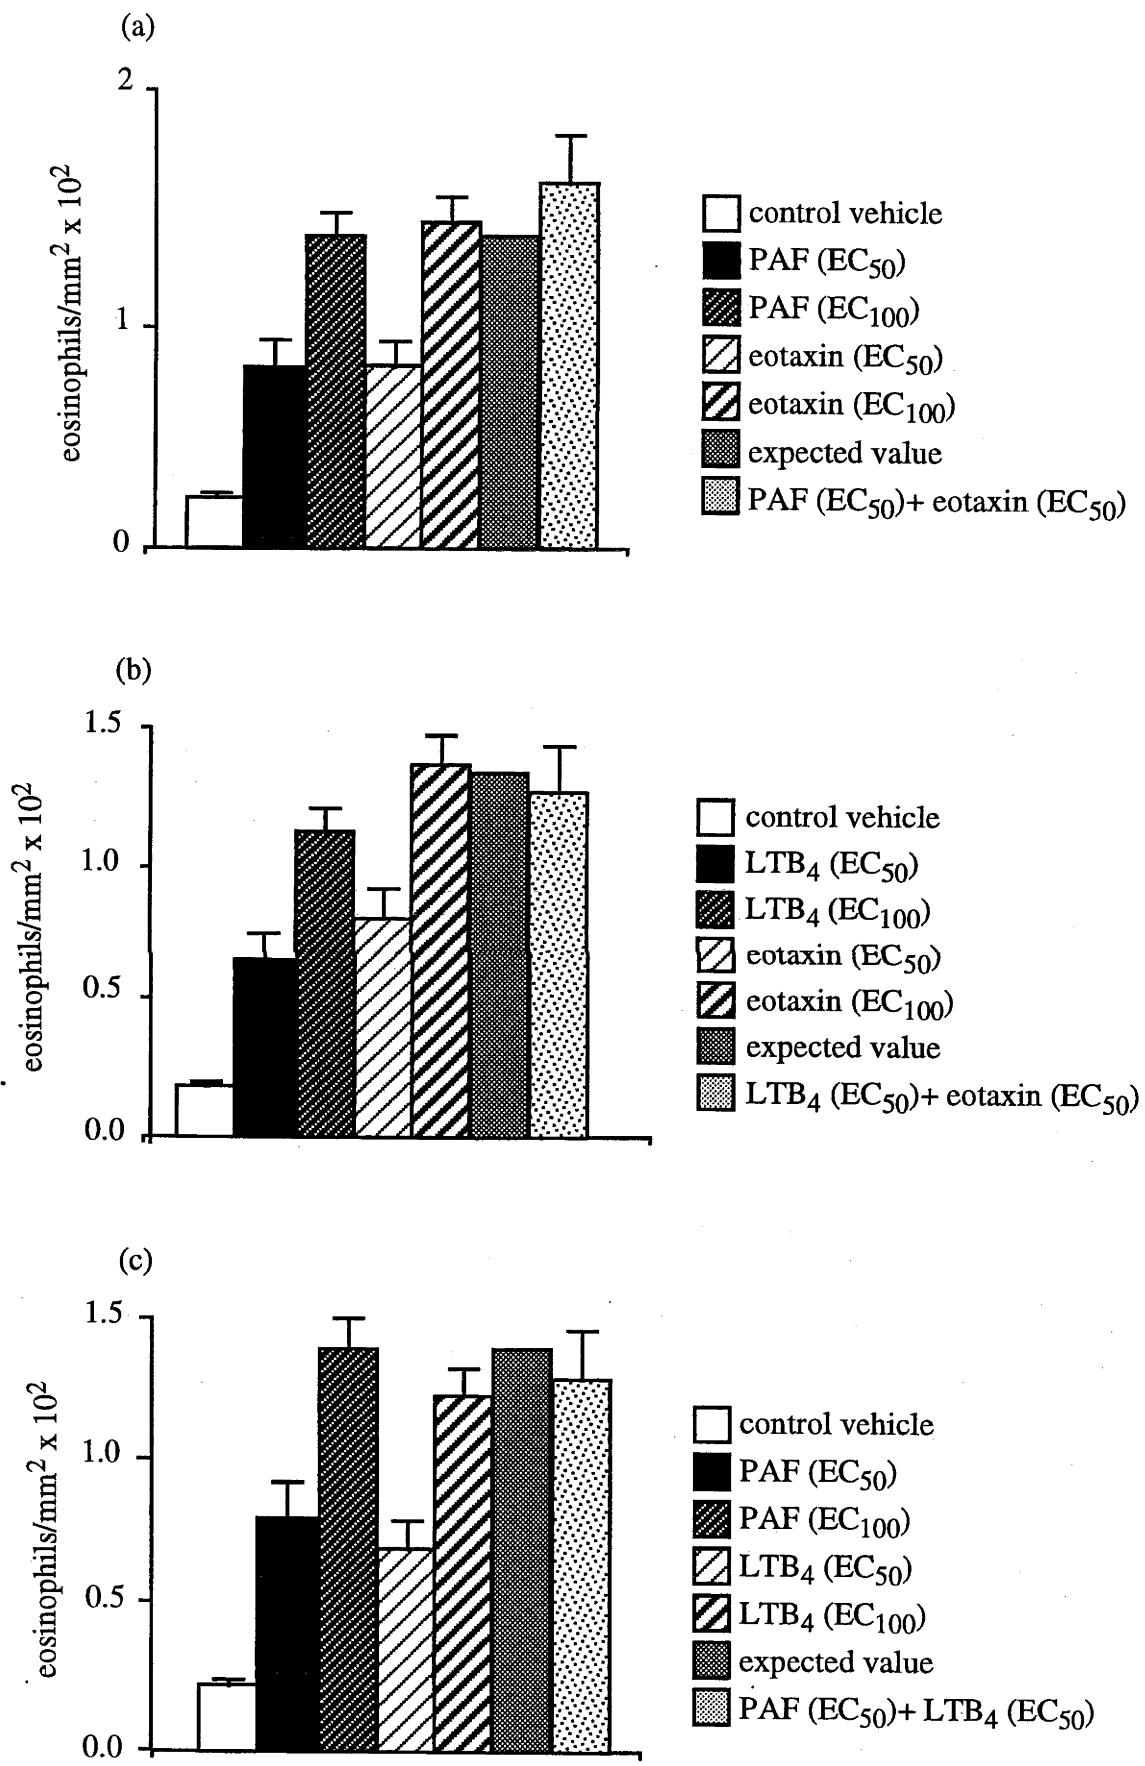 (a)
2
1
0
eosinophils/mm² x 10²
control vehicle
PAF (EC₅₀)
PAF (EC₁₀₀)
eotaxin (EC₅₀)
eotaxin (EC₁₀₀)
expected value
PAF (EC₅₀)+ eotaxin (EC₅₀)
(b)
1.5
1.0
0.5
0.0
eosinophils/mm² x 10²
control vehicle
LTB₄ (EC₅₀)
LTB₄ (EC₁₀₀)
eotaxin (EC₅₀)
eotaxin (EC₁₀₀)
expected value
LTB₄ (EC₅₀)+ eotaxin (EC₅₀)
(c)
1.5
1.0
0.5
0.0
eosinophils/mm² x 10²
control vehicle
PAF (EC₅₀)
PAF (EC₁₀₀)
LTB₄ (EC₅₀)
LTB₄ (EC₁₀₀)
expected value
PAF (EC₅₀)+ LTB₄ (EC₅₀)